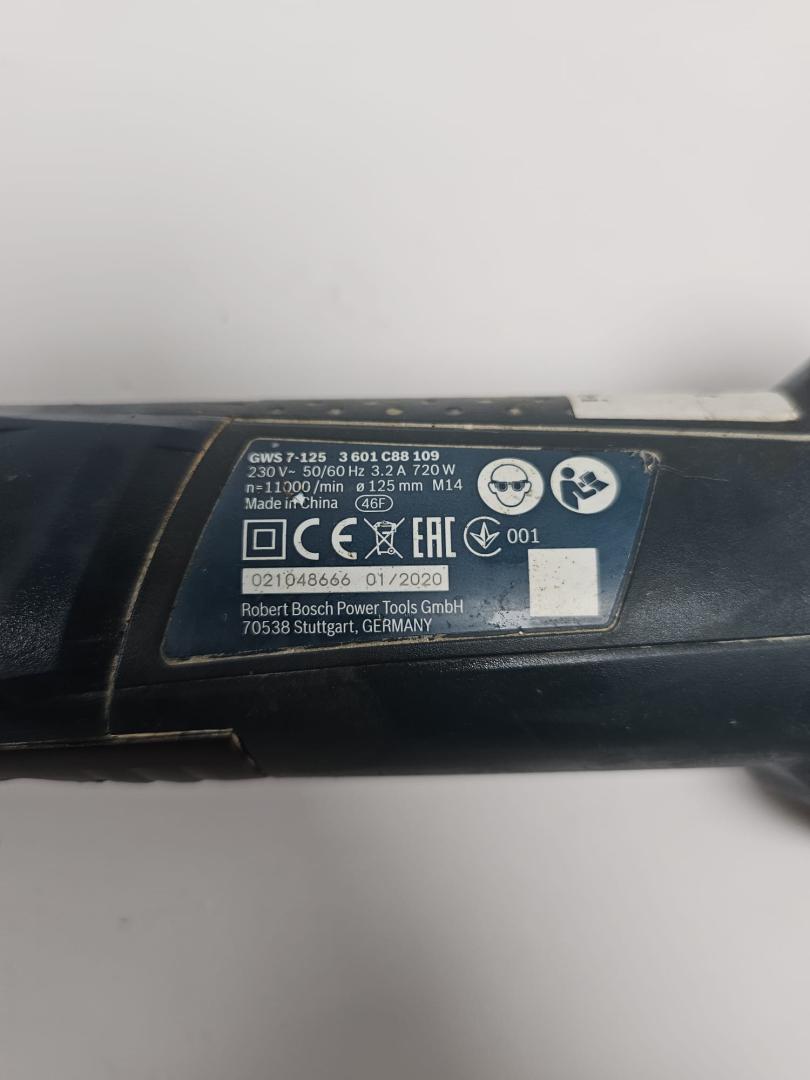 GWS 7-125 3 601 C88 109
230 V~ 50/60 Hz 3.2 A 720 W
n=11000/min ø 125 mm M14
Made in China 46F
CE EAC 001
021048666 01/2020
Robert Bosch Power Tools GmbH
70538 Stuttgart, GERMANY